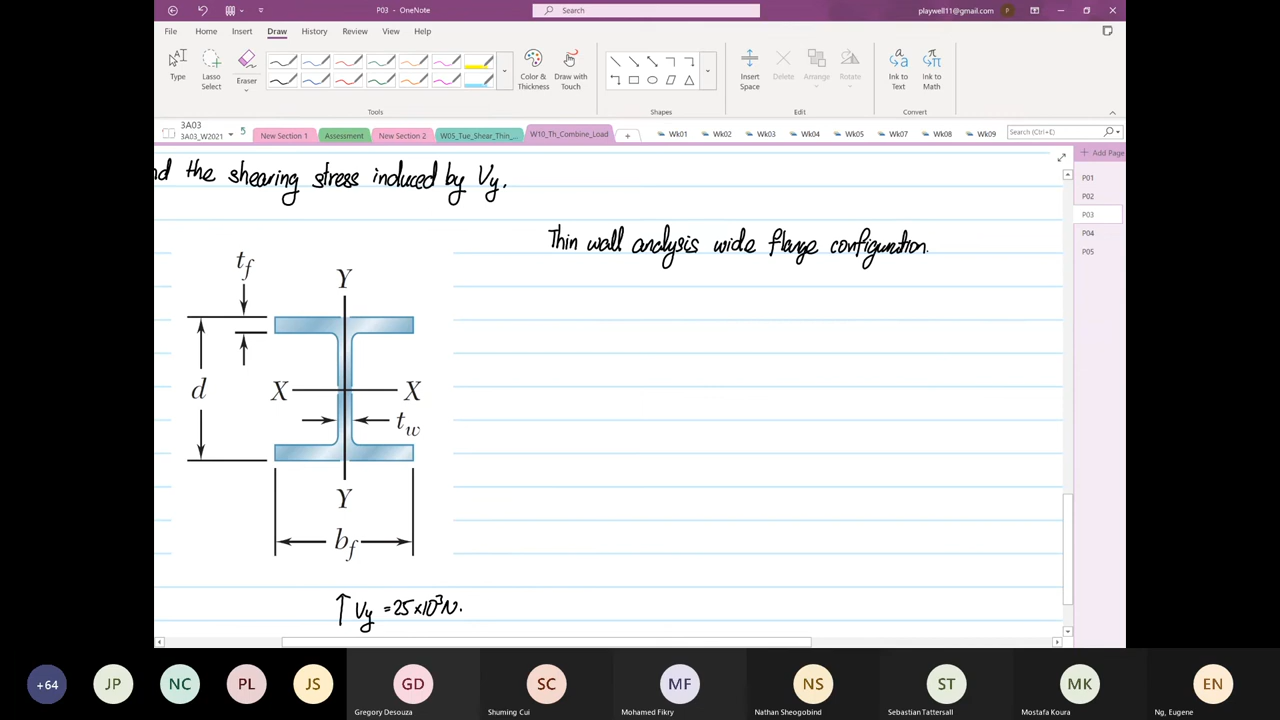 P03 - OneNote
Search
playwell11@gmail.com
P
File Home Insert Draw History Review View Help
Type
Lasso Select
Eraser
Color & Thickness
Draw with Touch
Insert Space
Delete
Arrange
Rotate
Ink to Text
Ink to Math
Tools
Shapes
Edit
Convert
3A03
3A03_W2021
5
New Section 1
Assessment
New Section 2
W05_Tue_Shear_Thin_...
W10_Th_Combine_Load
+
Wk01
Wk02
Wk03
Wk04
Wk05
Wk07
Wk08
Wk09
Search (Ctrl+E)
Add Page
P01
P02
P03
P04
P05
nd the shearing stress induced by Vy.
Thin wall analysis wide flange configuration.
tf
Y
d
X X
tw
Y
bf
↑ Vy = 25×10³N.
+64
JP
NC
PL
JS
GD
Gregory Desouza
SC
Shuming Cui
MF
Mohamed Fikry
NS
Nathan Sheogobind
ST
Sebastian Tattersall
MK
Mostafa Koura
EN
Ng, Eugene